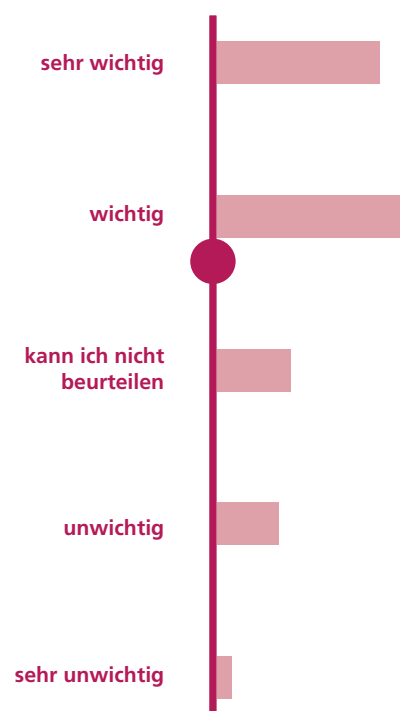 sehr wichtig
wichtig
kann ich nicht
beurteilen
unwichtig
sehr unwichtig